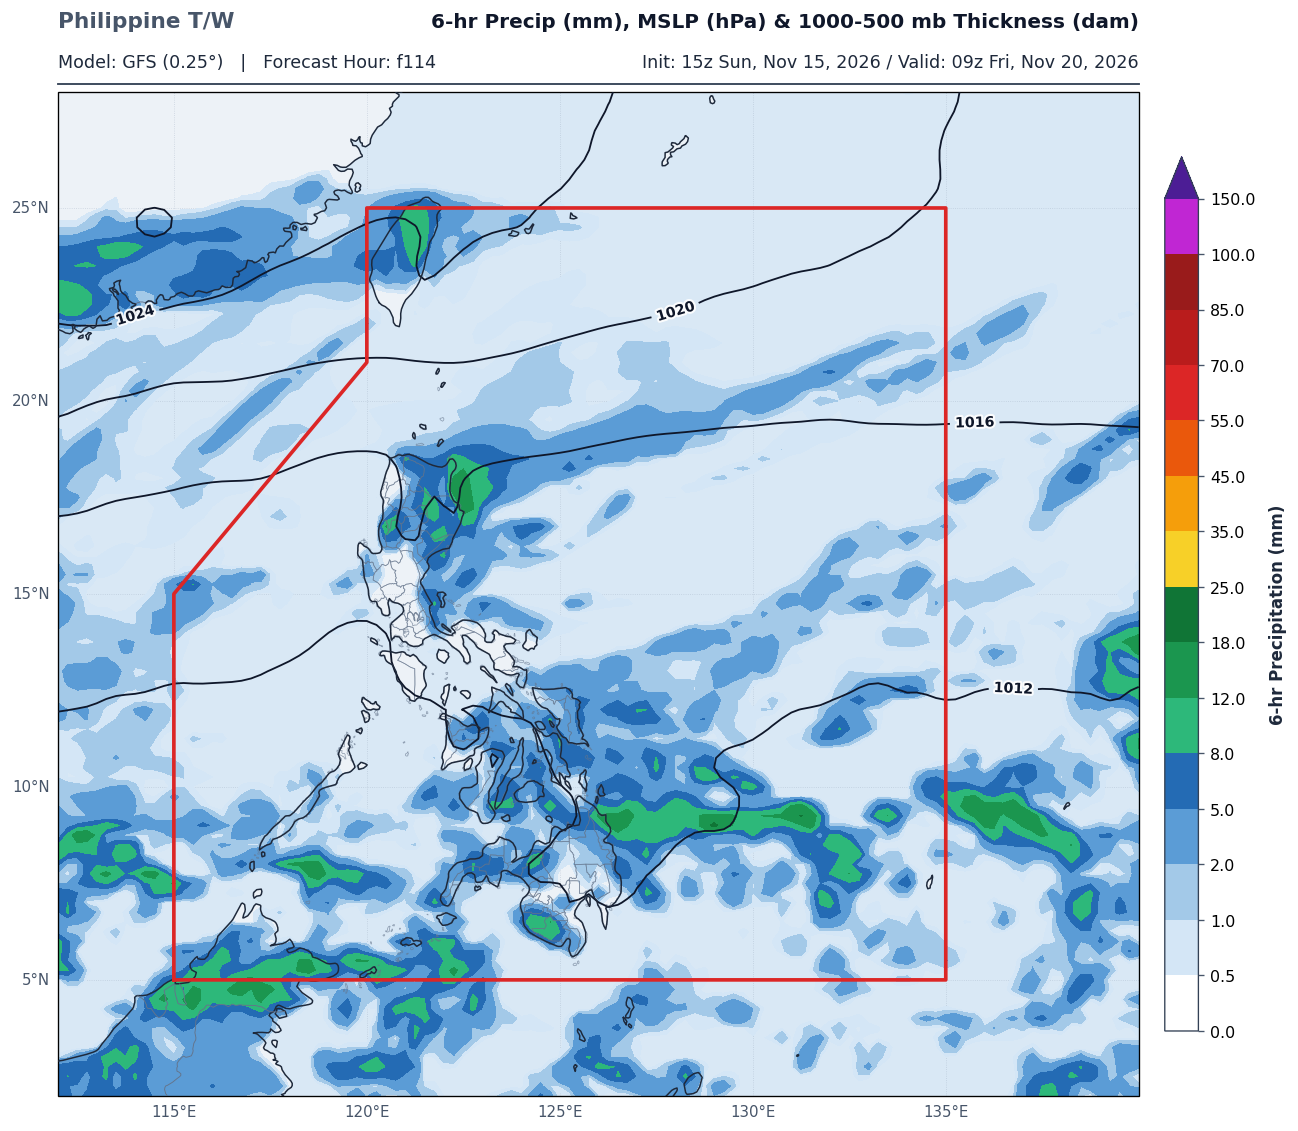 Philippine T/W
6-hr Precip (mm), MSLP (hPa) & 1000-500 mb Thickness (dam)
Model: GFS (0.25°) | Forecast Hour: f114
Init: 15z Sun, Nov 15, 2026 / Valid: 09z Fri, Nov 20, 2026
25°N
20°N
15°N
10°N
5°N
1024
1020
1016
1012
115°E
120°E
125°E
130°E
135°E
150.0
100.0
85.0
70.0
55.0
45.0
35.0
25.0
18.0
12.0
8.0
5.0
2.0
1.0
0.5
0.0
6-hr Precipitation (mm)